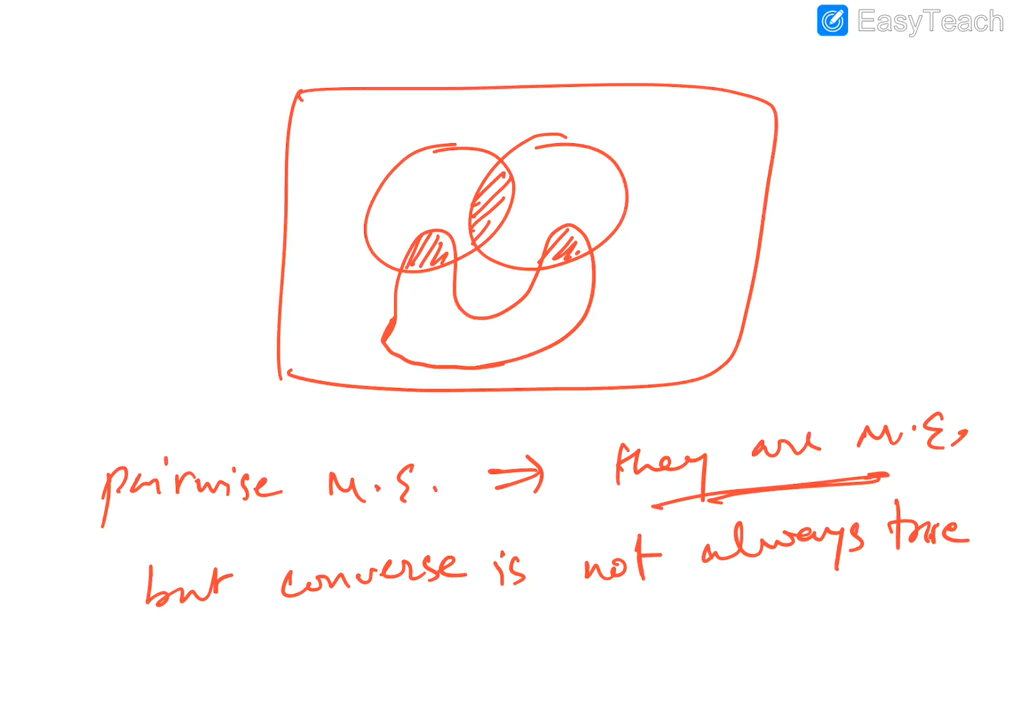 EasyTeach
pairwise M.E. → they are M.E,
but converse is not always true